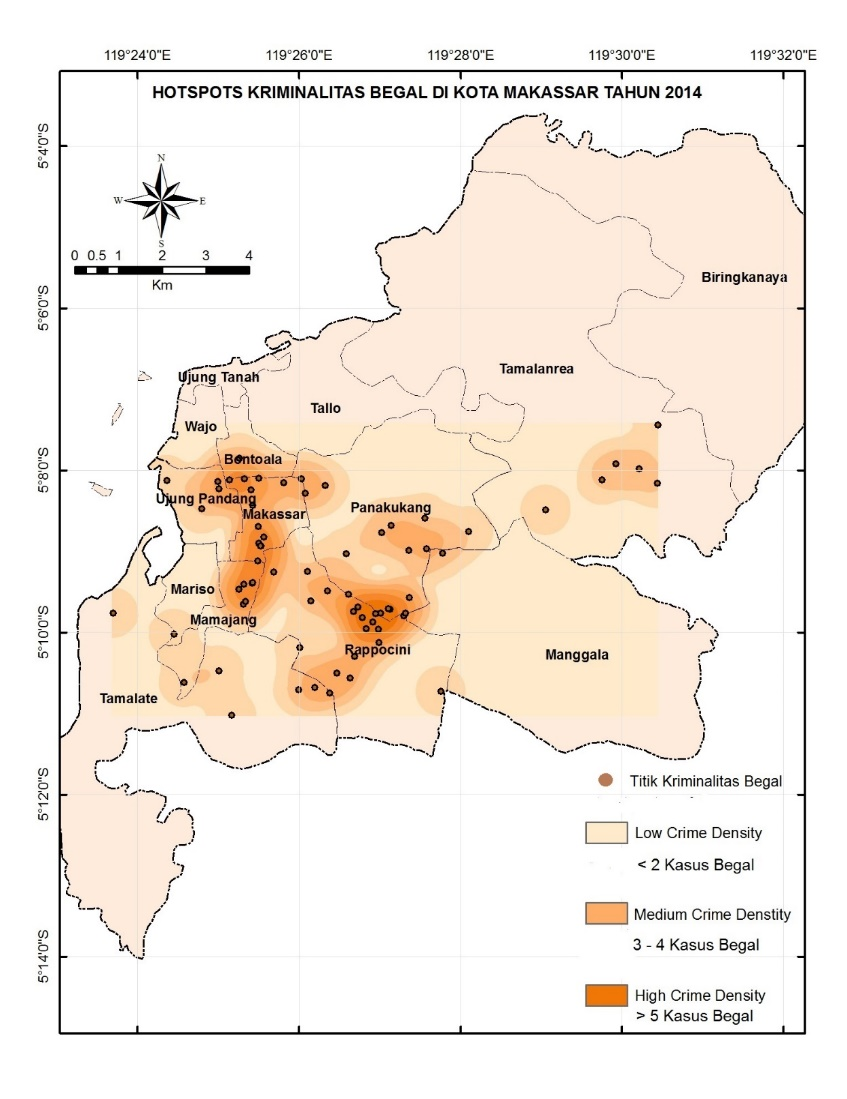 119°24'0"E 119°26'0"E 119°28'0"E 119°30'0"E 119°32'0"E
HOTSPOTS KRIMINALITAS BEGAL DI KOTA MAKASSAR TAHUN 2014
5°4'0"S
N
W E
S
0 0.5 1 2 3 4
Km
Biringkanaya
5°6'0"S
Tamalanrea
Ujung Tanah
Tallo
Wajo
Bontoala
5°8'0"S
Ujung Pandang
Panakukang
Makassar
Mariso
Mamajang
5°10'0"S
Rappocini
Manggala
Tamalate
Titik Kriminalitas Begal
5°12'0"S
Low Crime Density
< 2 Kasus Begal
Medium Crime Denstity
3 - 4 Kasus Begal
5°14'0"S
High Crime Density
> 5 Kasus Begal